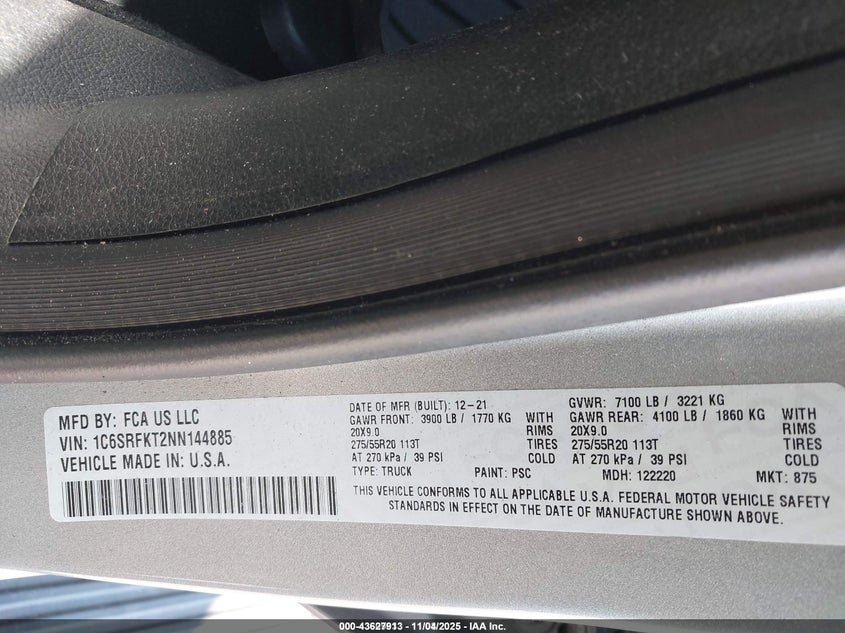 MFD BY: FCA US LLC
VIN: 1C6SRFKT2NN144885
VEHICLE MADE IN: U.S.A.
DATE OF MFR (BUILT): 12-21
GVWR: 7100 LB / 3221 KG
GAWR FRONT: 3900 LB / 1770 KG
GAWR REAR: 4100 LB / 1860 KG
20X9.0 RIMS
20X9.0 RIMS
275/55R20 113T TIRES
275/55R20 113T TIRES
AT 270 kPa / 39 PSI COLD
AT 270 kPa / 39 PSI COLD
TYPE: TRUCK PAINT: PSC MDH: 122220 MKT: 875
THIS VEHICLE CONFORMS TO ALL APPLICABLE U.S.A. FEDERAL MOTOR VEHICLE SAFETY
STANDARDS IN EFFECT ON THE DATE OF MANUFACTURE SHOWN ABOVE.
000-43627913 - 11/04/2025 - IAA Inc.